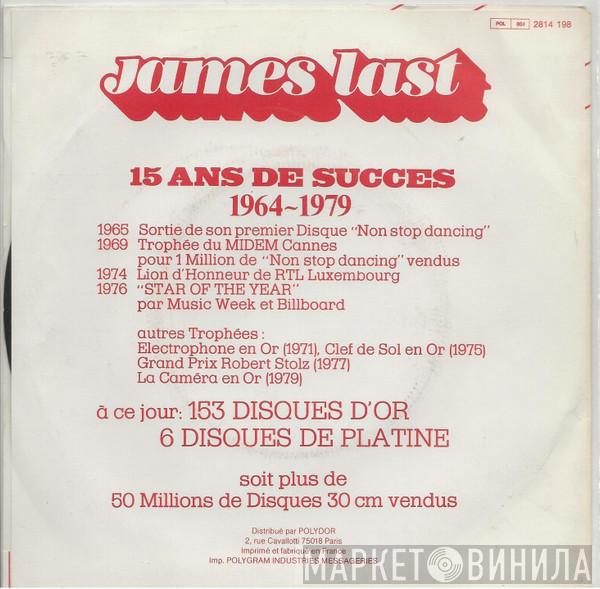 POL 951 2814 198
james last
15 ANS DE SUCCES
1964~1979
1965 Sortie de son premier Disque "Non stop dancing"
1969 Trophée du MIDEM Cannes
pour 1 Million de "Non stop dancing" vendus
1974 Lion d'Honneur de RTL Luxembourg
1976 "STAR OF THE YEAR"
par Music Week et Billboard
autres Trophées :
Electrophone en Or (1971), Clef de Sol en Or (1975)
Grand Prix Robert Stolz (1977)
La Caméra en Or (1979)
à ce jour: 153 DISQUES D'OR
6 DISQUES DE PLATINE
soit plus de
50 Millions de Disques 30 cm vendus
Distribué par POLYDOR
2, rue Cavallotti 75018 Paris
Imprimé et fabriqué en France
Imp. POLYGRAM INDUSTRIES MESSAGERIES
МАРКЕТ ВИНИЛА